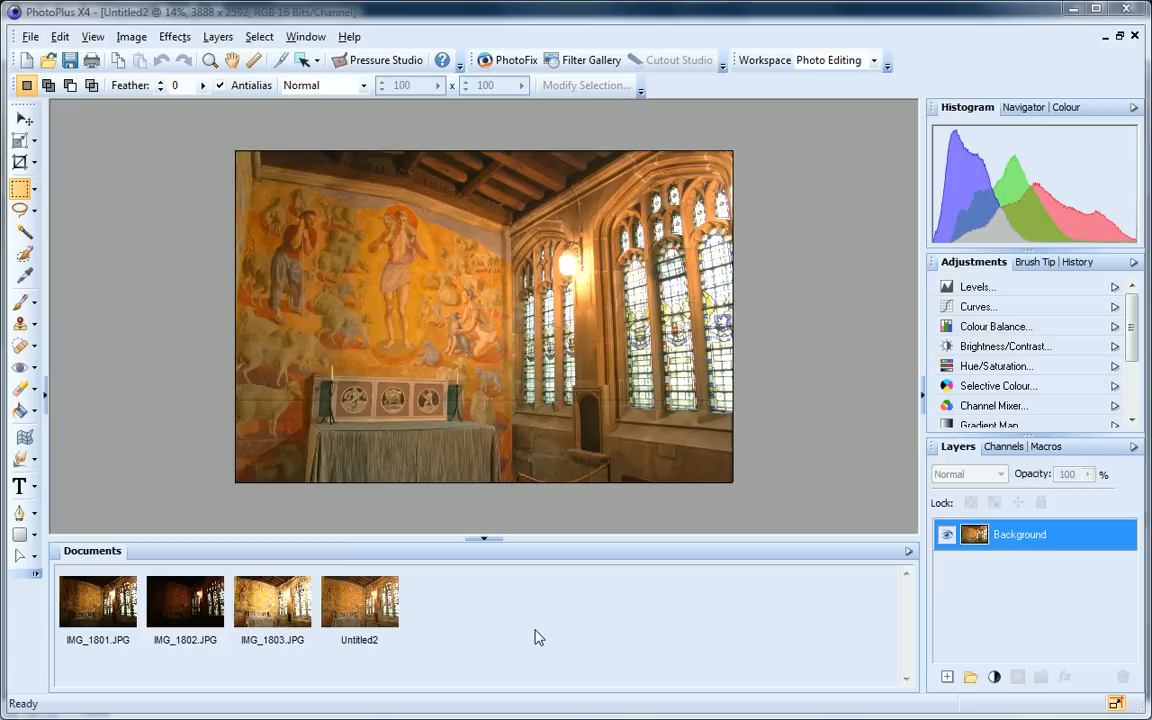 PhotoPlus X4 - [Untitled2 @ 14%, 3888 x 2592, RGB 16 Bits/Channel]
File Edit View Image Effects Layers Select Window Help
Pressure Studio PhotoFix Filter Gallery Cutout Studio Workspace Photo Editing
Feather: 0 Antialias Normal 100 x 100 Modify Selection...
Histogram Navigator | Colour
Adjustments Brush Tip | History
Levels...
Curves...
Colour Balance...
Brightness/Contrast...
Hue/Saturation...
Selective Colour...
Channel Mixer...
Gradient Map...
Layers Channels | Macros
Normal Opacity: 100 %
Lock:
Background
Documents
IMG_1801.JPG IMG_1802.JPG IMG_1803.JPG Untitled2
Ready